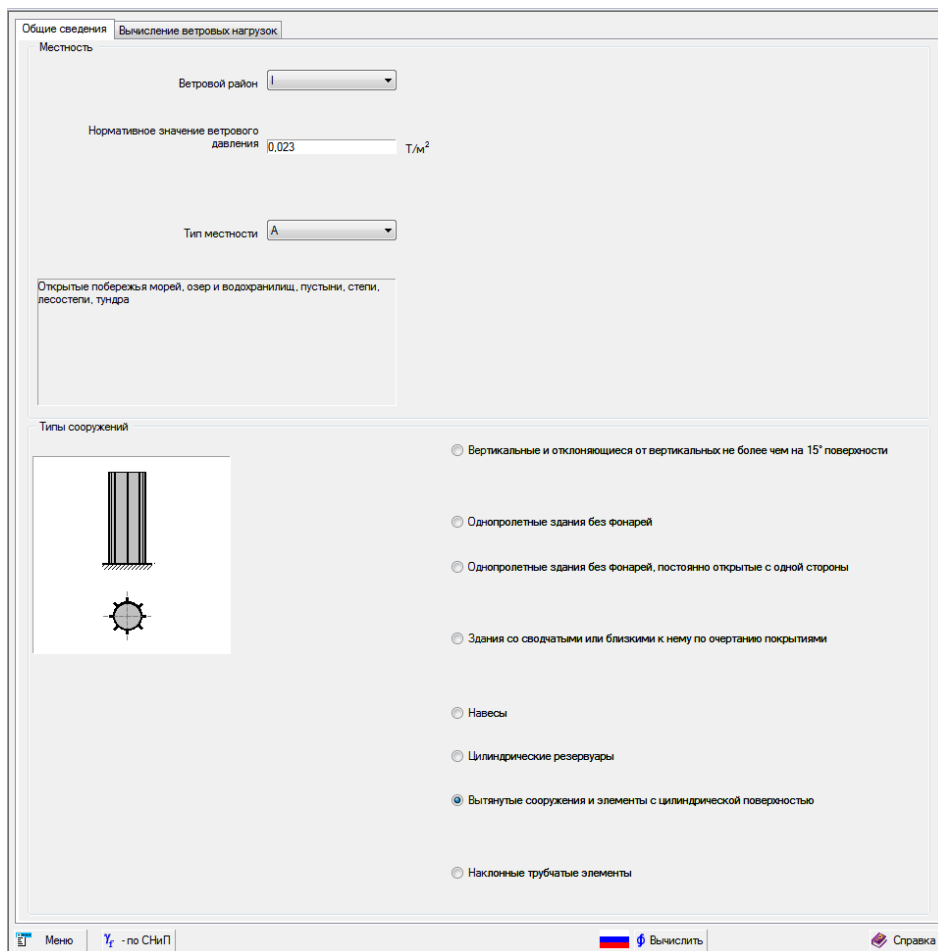 Общие сведения
Вычисление ветровых нагрузок
Местность
Ветровой район
I
Нормативное значение ветрового
давления
0,023
Т/м²
Тип местности
A
Открытые побережья морей, озер и водохранилищ, пустыни, степи,
лесостепи, тундра
Типы сооружений
Вертикальные и отклоняющиеся от вертикальных не более чем на 15° поверхности
Однопролетные здания без фонарей
Однопролетные здания без фонарей, постоянно открытые с одной стороны
Здания со сводчатыми или близкими к нему по очертанию покрытиями
Навесы
Цилиндрические резервуары
Вытянутые сооружения и элементы с цилиндрической поверхностью
Наклонные трубчатые элементы
Меню
γf - по СНиП
Вычислить
Справка